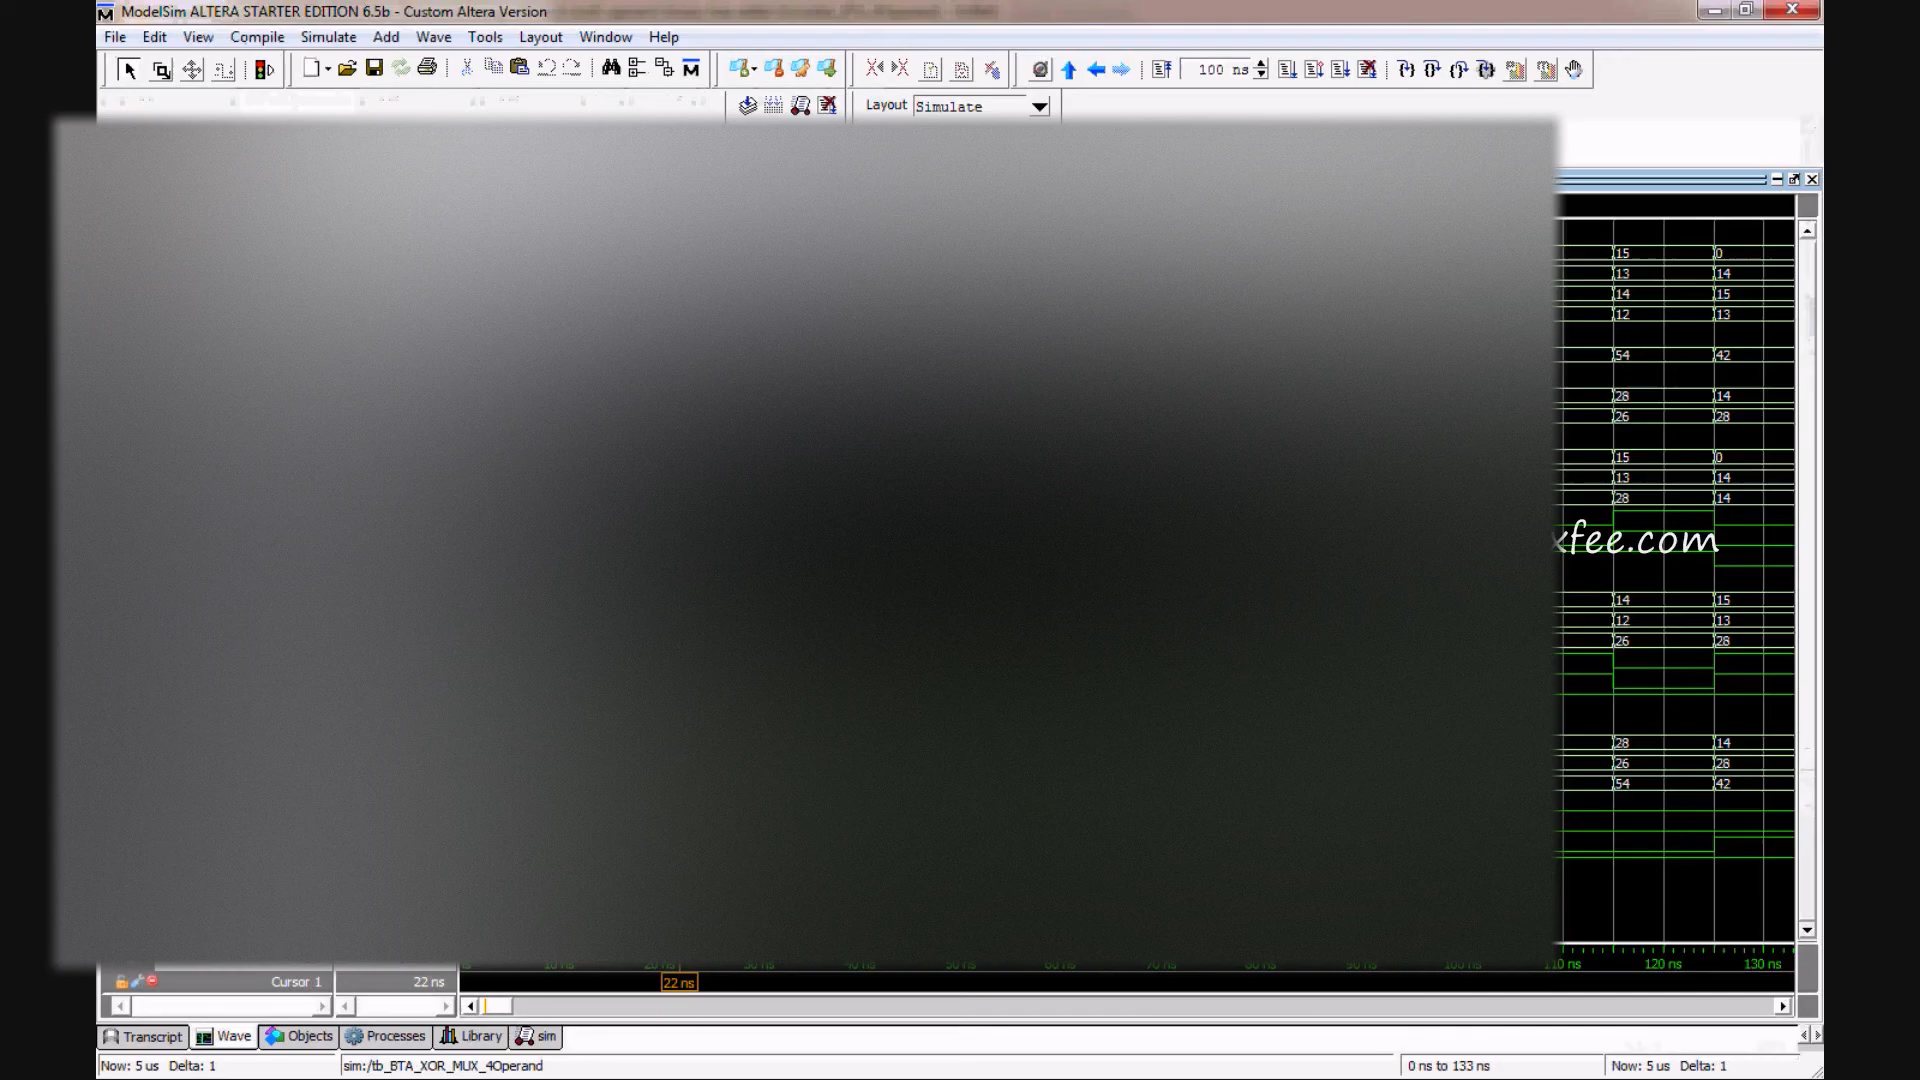 ModelSim ALTERA STARTER EDITION 6.5b - Custom Altera Version
File Edit View Compile Simulate Add Wave Tools Layout Window Help
100 ns
Layout Simulate
15 0
13 14
14 15
12 13
54 42
28 14
26 28
15 0
13 14
28 14
fee.com
14 15
12 13
26 28
28 14
26 28
54 42
110 ns 120 ns 130 ns
Cursor 1 22 ns 22 ns
Transcript Wave Objects Processes Library sim
Now: 5 us Delta: 1 sim:/tb_BTA_XOR_MUX_4Operand 0 ns to 133 ns Now: 5 us Delta: 1